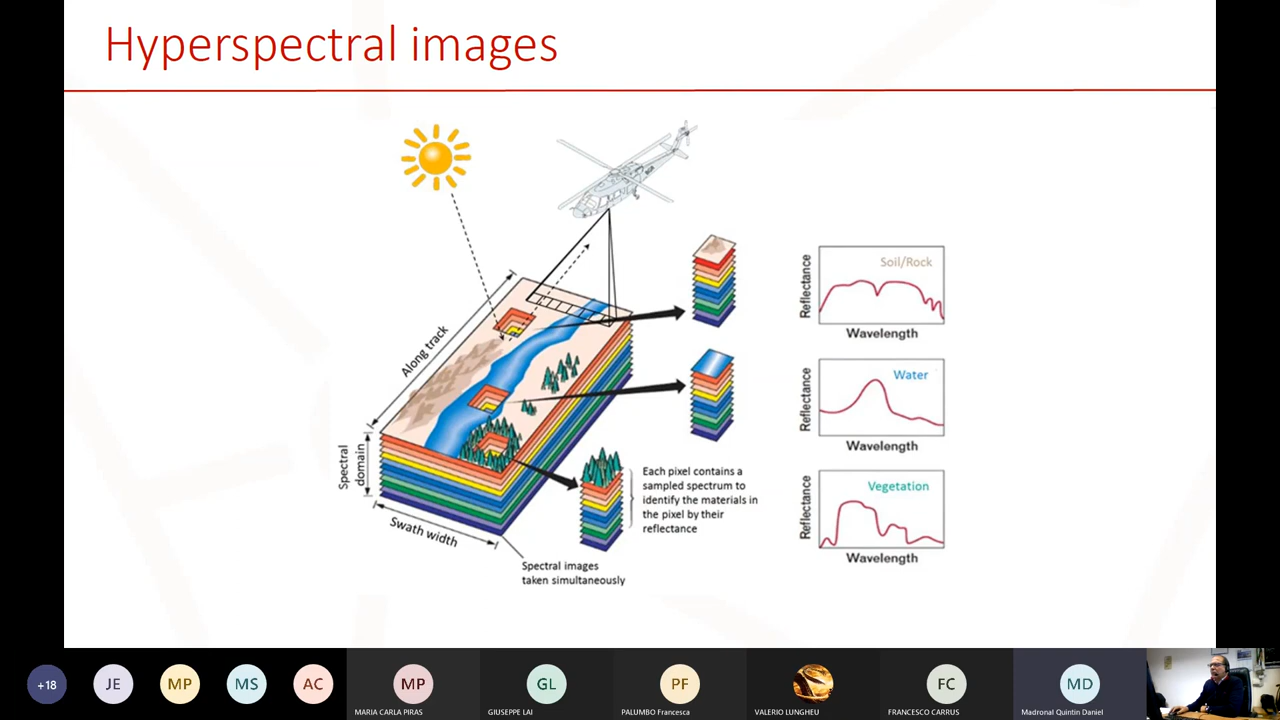 Hyperspectral images
Along track
Spectral
domain
Swath width
Spectral images
taken simultaneously
Each pixel contains a
sampled spectrum to
identify the materials in
the pixel by their
reflectance
Reflectance
Soil/Rock
Wavelength
Reflectance
Water
Wavelength
Reflectance
Vegetation
Wavelength
+18
JE
MP
MS
AC
MP
MARIA CARLA PIRAS
GL
GIUSEPPE LAI
PF
PALUMBO Francesca
VALERIO LUNGHEU
FC
FRANCESCO CARRUS
MD
Madronal Quintin Daniel